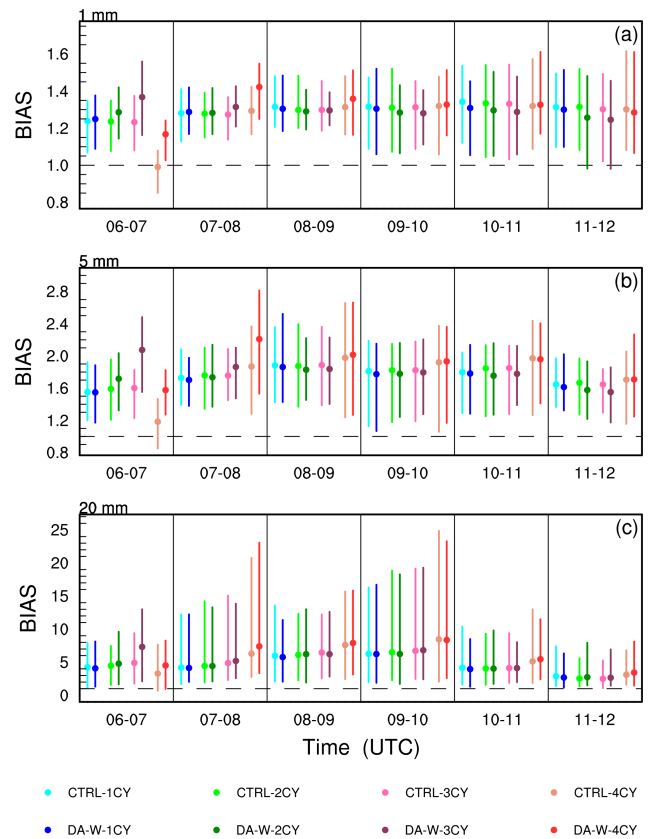 1 mm
(a)
1.6
1.4
1.2
1.0
0.8
BIAS
06-07 07-08 08-09 09-10 10-11 11-12
5 mm
(b)
2.8
2.4
2.0
1.6
1.2
0.8
BIAS
06-07 07-08 08-09 09-10 10-11 11-12
20 mm
(c)
25
20
15
10
5
0
BIAS
06-07 07-08 08-09 09-10 10-11 11-12
Time (UTC)
CTRL-1CY CTRL-2CY CTRL-3CY CTRL-4CY
DA-W-1CY DA-W-2CY DA-W-3CY DA-W-4CY